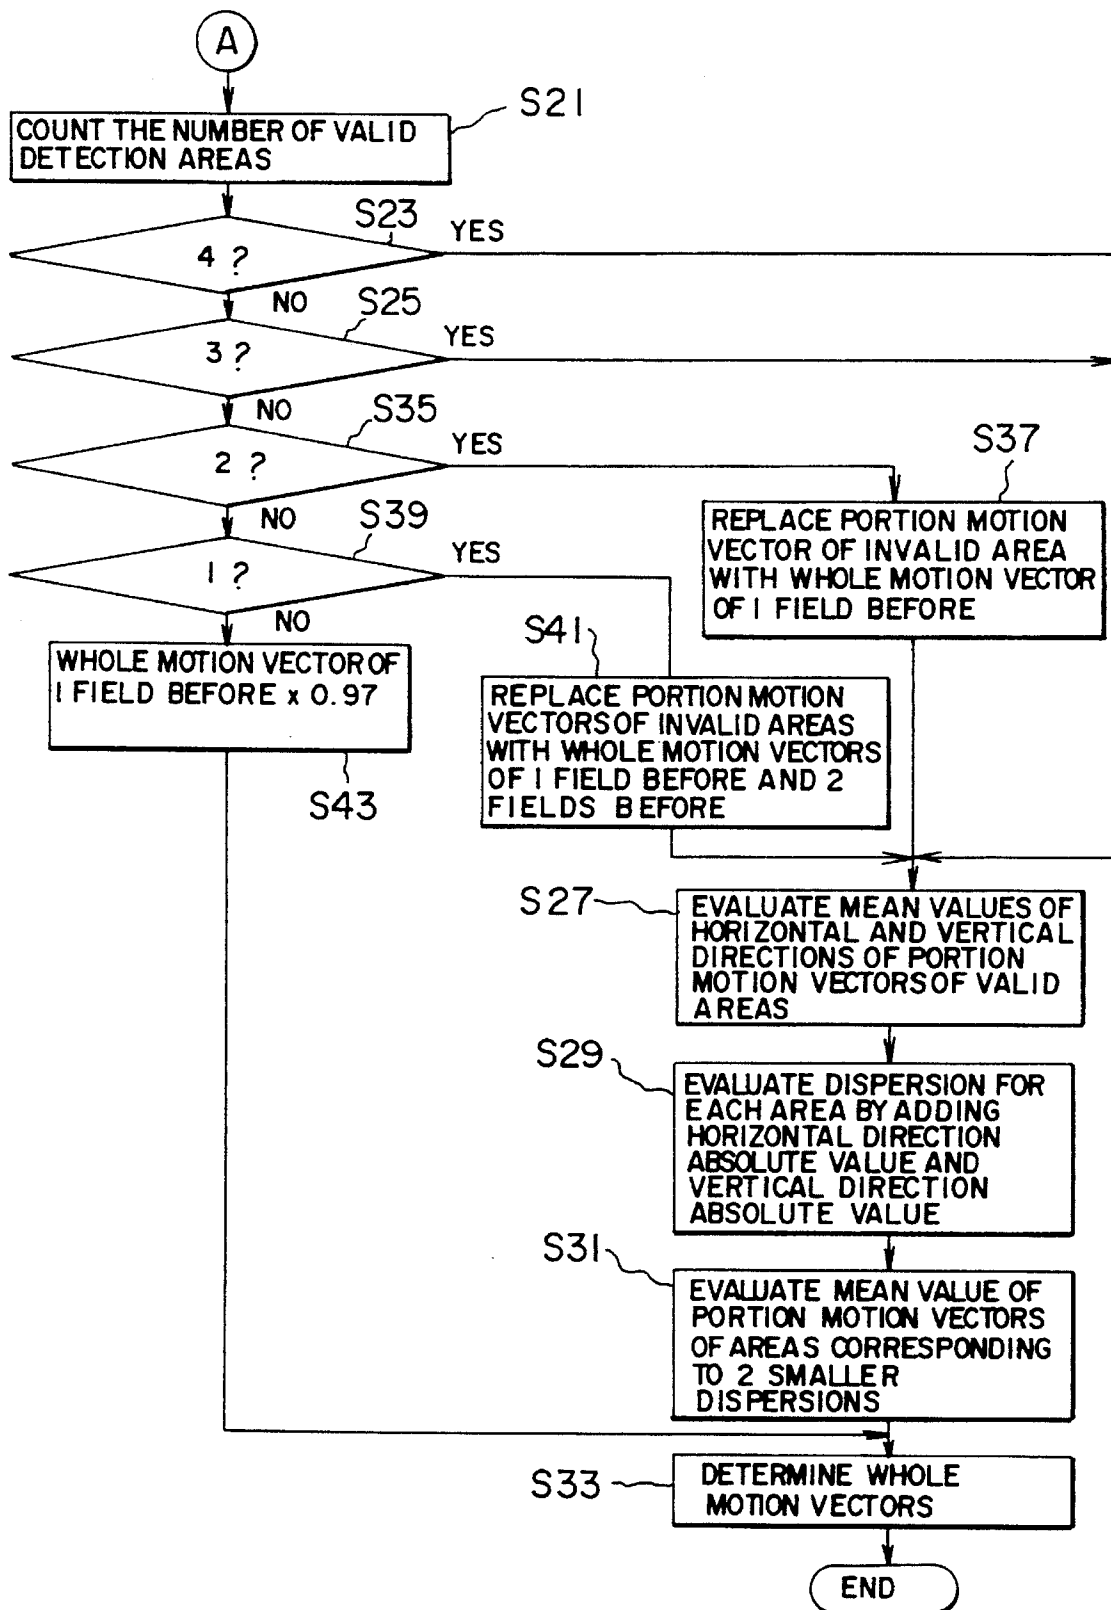 A
S21
COUNT THE NUMBER OF VALID
DETECTION AREAS
S23
4 ?
YES
NO
S25
3 ?
YES
NO
S35
2 ?
YES
NO
S37
REPLACE PORTION MOTION
VECTOR OF INVALID AREA
WITH WHOLE MOTION VECTOR
OF 1 FIELD BEFORE
S39
1 ?
YES
NO
S41
REPLACE PORTION MOTION
VECTORS OF INVALID AREAS
WITH WHOLE MOTION VECTORS
OF 1 FIELD BEFORE AND 2
FIELDS BEFORE
WHOLE MOTION VECTOR OF
1 FIELD BEFORE x 0.97
S43
S27
EVALUATE MEAN VALUES OF
HORIZONTAL AND VERTICAL
DIRECTIONS OF PORTION
MOTION VECTORS OF VALID
AREAS
S29
EVALUATE DISPERSION FOR
EACH AREA BY ADDING
HORIZONTAL DIRECTION
ABSOLUTE VALUE AND
VERTICAL DIRECTION
ABSOLUTE VALUE
S31
EVALUATE MEAN VALUE OF
PORTION MOTION VECTORS
OF AREAS CORRESPONDING
TO 2 SMALLER
DISPERSIONS
S33
DETERMINE WHOLE
MOTION VECTORS
END